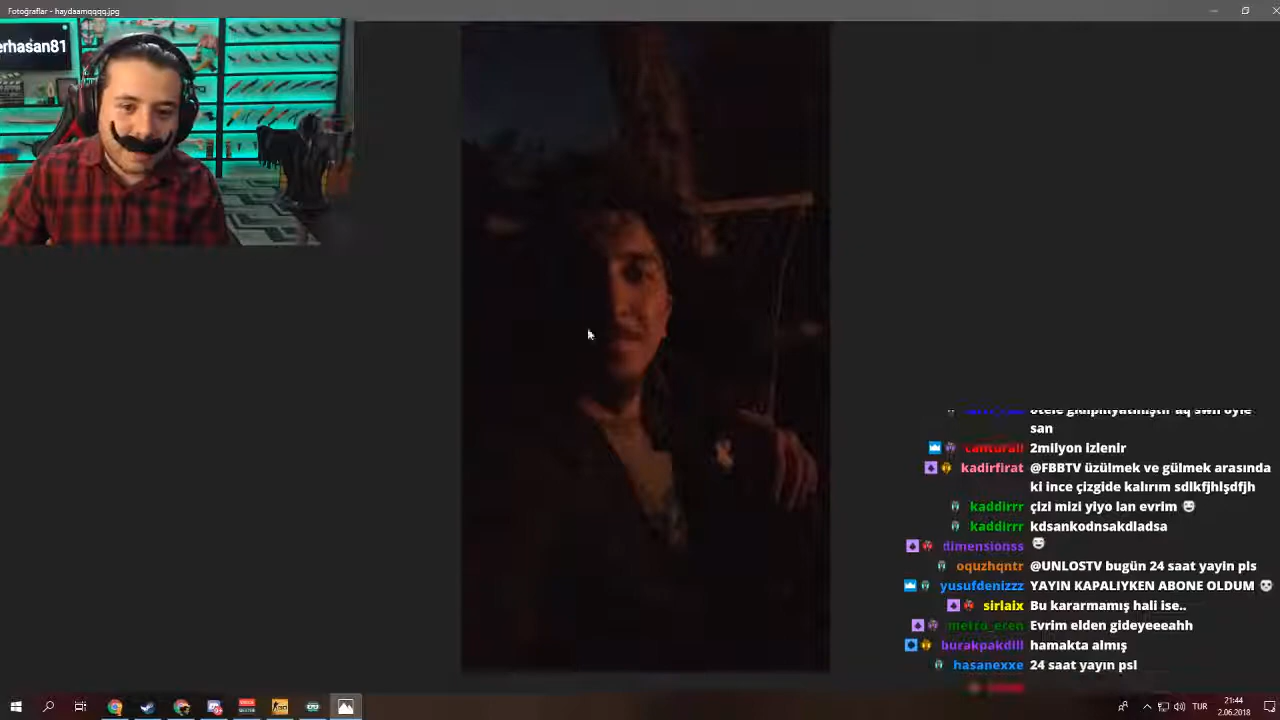 Fotoğraflar - haydaamqqqq.jpg
erhasan81
san
canturali 2milyon izlenir
kadirfirat @FBBTV üzülmek ve gülmek arasında
ki ince çizgide kalırım sdlkfjhlşdfjh
kaddirrr çizi mizi yiyo lan evrim
kaddirrr kdsankodnsakdladsa
dimensionss
oquzhqntr @UNLOSTV bugün 24 saat yayin pls
yusufdenizzz YAYIN KAPALIYKEN ABONE OLDUM
sirlaix Bu kararmamış hali ise..
metro_eren Evrim elden gideyeeeahh
burakpakdill hamakta almış
hasanexxe 24 saat yayın psl
TUR
21:44
2.06.2018